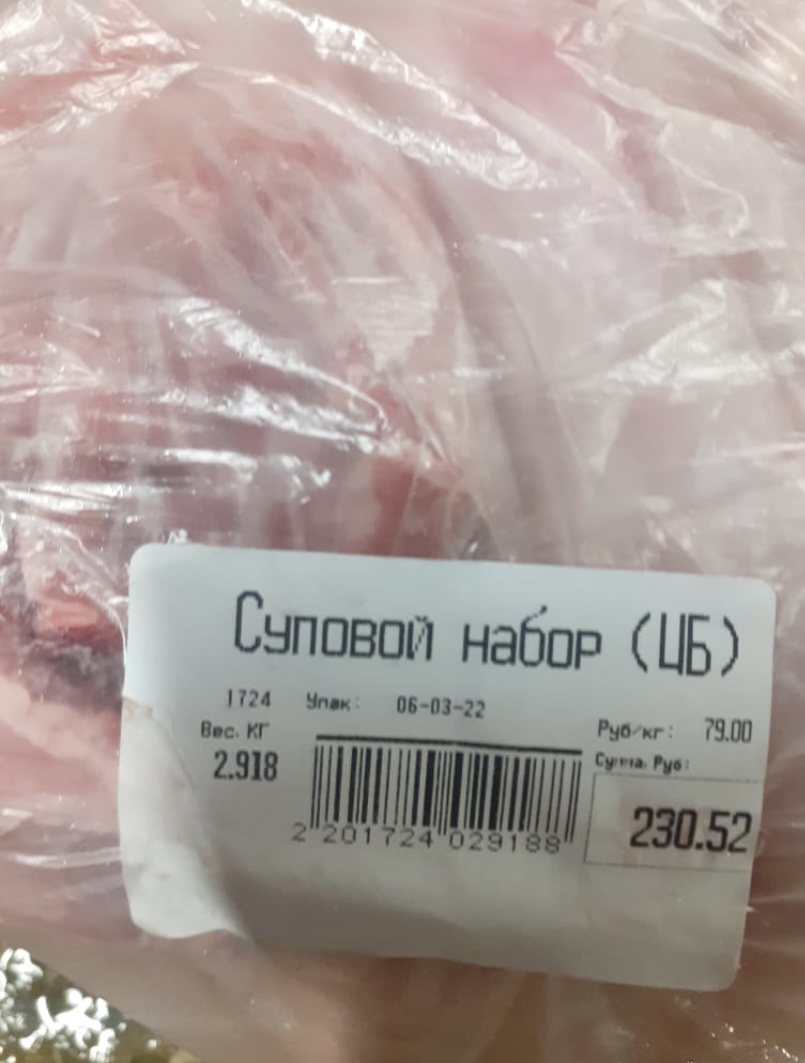 Суповой набор (ЦБ)
1724 Упак: 06-03-22
Вес. КГ Руб/кг: 79.00
2.918 Сумма. Руб:
230.52
2 201724 029188